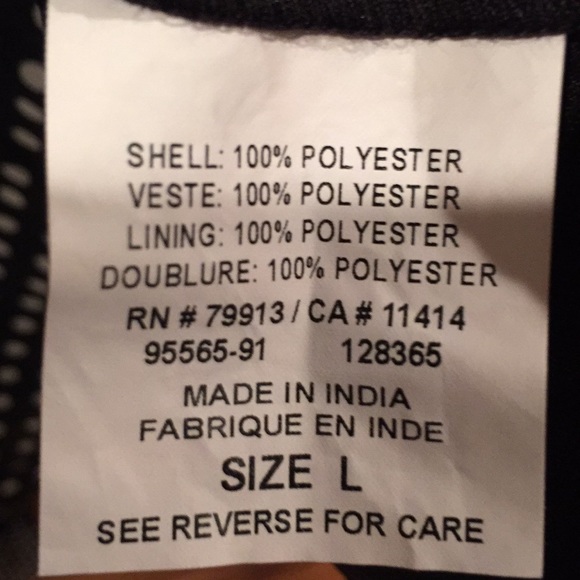 SHELL: 100% POLYESTER
VESTE: 100% POLYESTER
LINING: 100% POLYESTER
DOUBLURE: 100% POLYESTER
RN # 79913 / CA # 11414
95565-91 128365
MADE IN INDIA
FABRIQUE EN INDE
SIZE L
SEE REVERSE FOR CARE